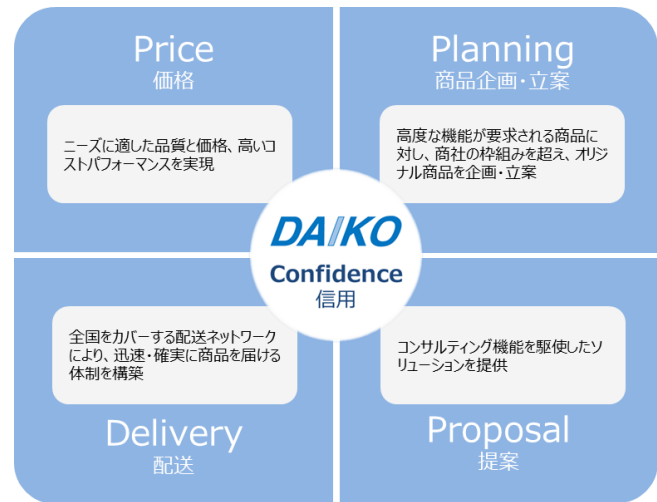 Price
価格
ニーズに適した品質と価格、高いコ
ストパフォーマンスを実現
Planning
商品企画・立案
高度な機能が要求される商品に
対し、商社の枠組みを超え、オリジ
ナル商品を企画・立案
DAIKO
Confidence
信用
全国をカバーする配送ネットワーク
により、迅速・確実に商品を届ける
体制を構築
Delivery
配送
コンサルティング機能を駆使したソ
リューションを提供
Proposal
提案